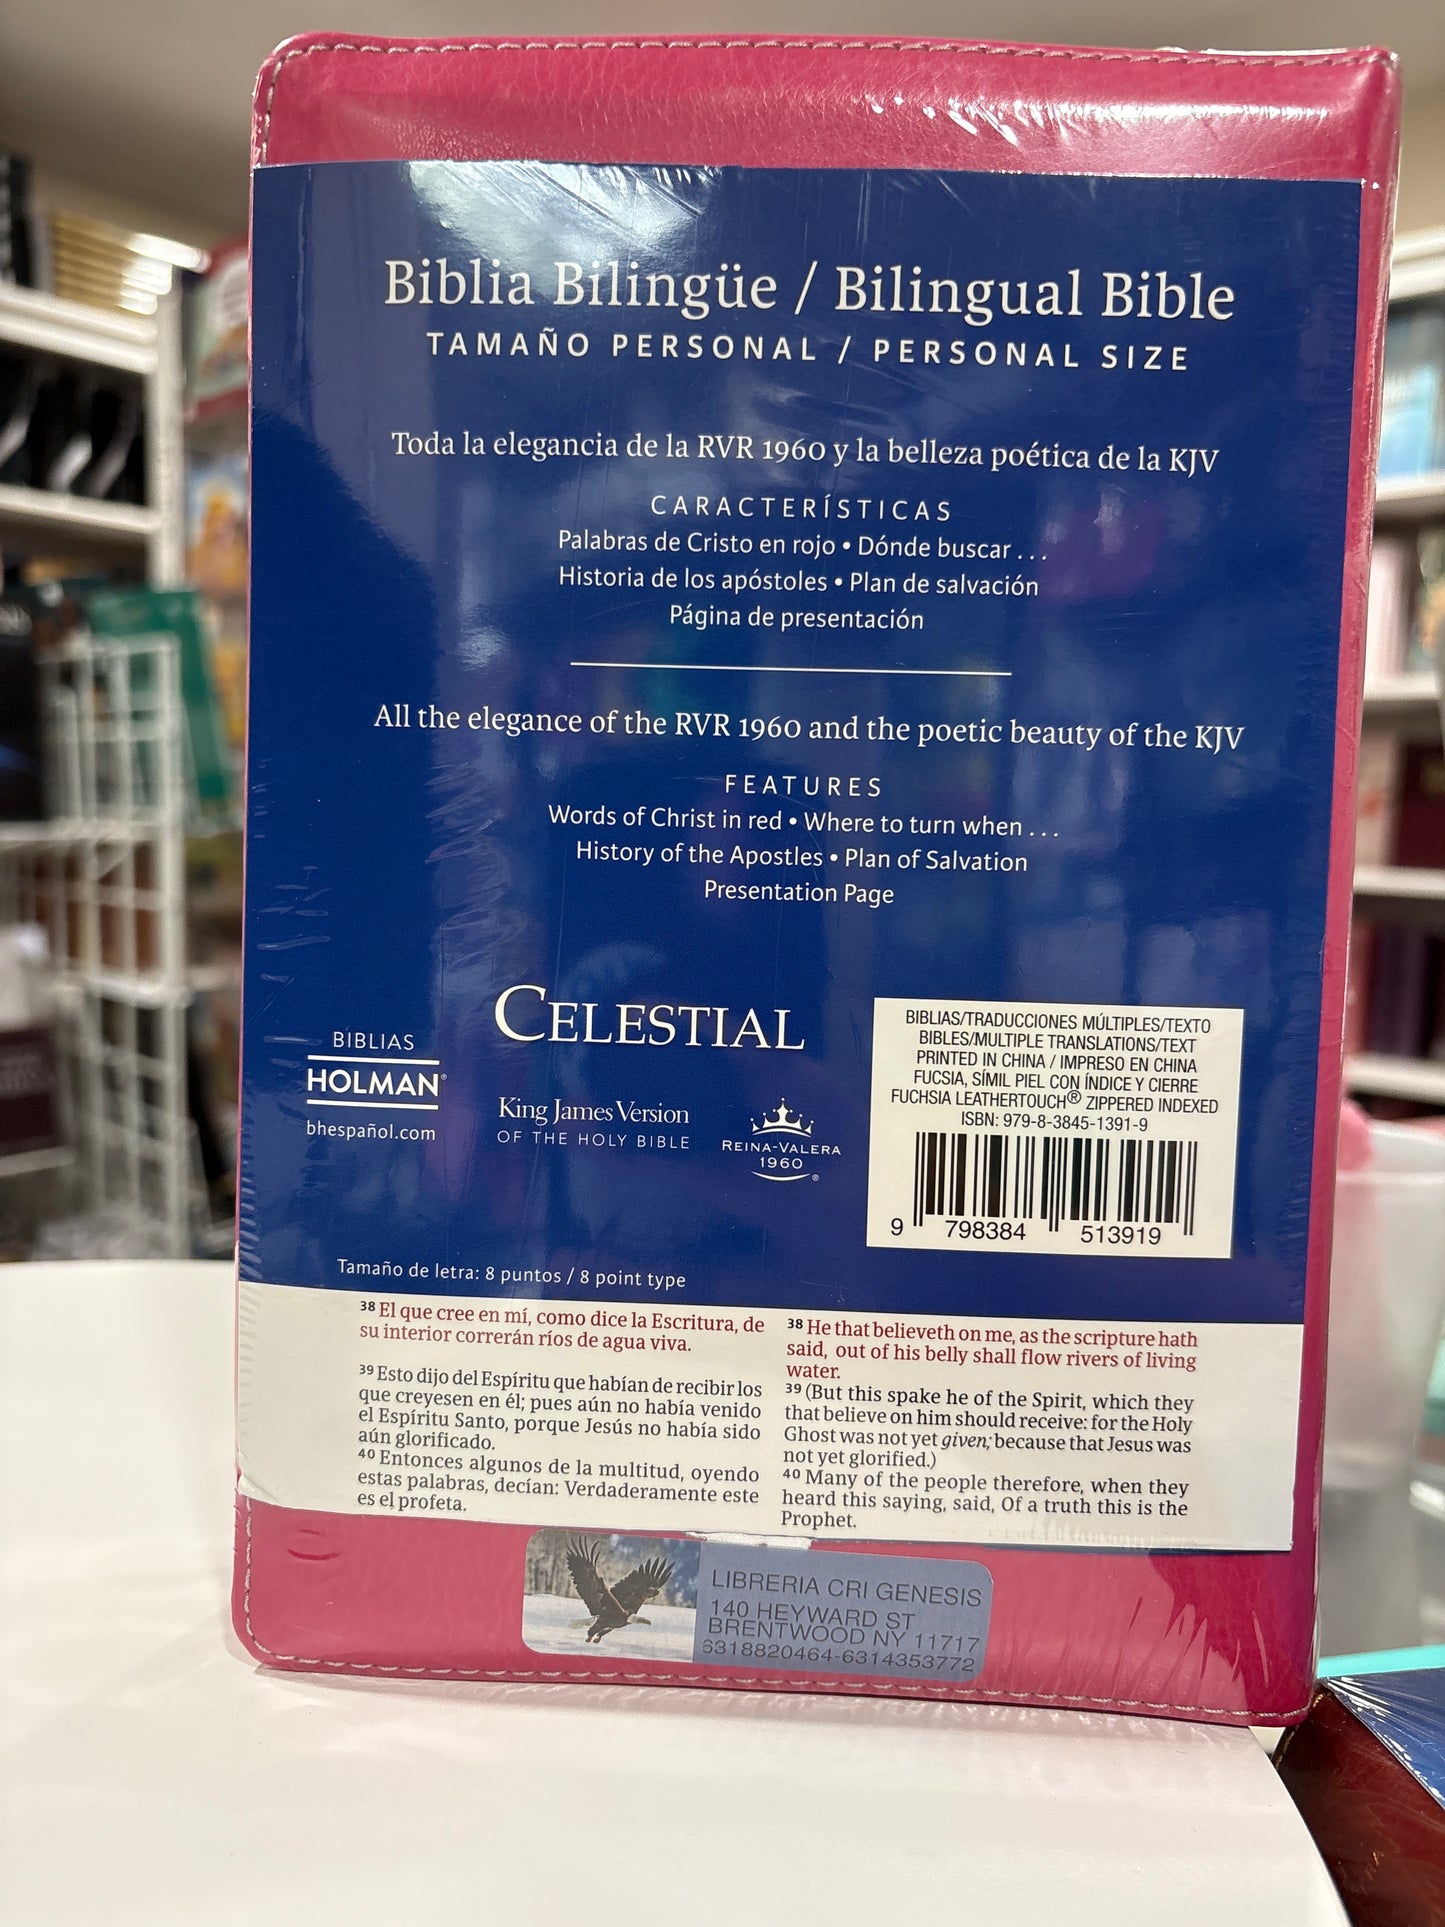 Biblia Bilingüe / Bilingual Bible
TAMAÑO PERSONAL / PERSONAL SIZE
Toda la elegancia de la RVR 1960 y la belleza poética de la KJV
CARACTERÍSTICAS
Palabras de Cristo en rojo • Dónde buscar . . .
Historia de los apóstoles • Plan de salvación
Página de presentación
All the elegance of the RVR 1960 and the poetic beauty of the KJV
FEATURES
Words of Christ in red • Where to turn when . . .
History of the Apostles • Plan of Salvation
Presentation Page
BIBLIAS
HOLMAN®
bhespañol.com
CELESTIAL
King James Version
OF THE HOLY BIBLE
REINA-VALERA
1960
®
BIBLIAS/TRADUCCIONES MÚLTIPLES/TEXTO
BIBLES/MULTIPLE TRANSLATIONS/TEXT
PRINTED IN CHINA / IMPRESO EN CHINA
FUCSIA, SÍMIL PIEL CON ÍNDICE Y CIERRE
FUCHSIA LEATHERTOUCH® ZIPPERED INDEXED
ISBN: 979-8-3845-1391-9
9 798384 513919
Tamaño de letra: 8 puntos / 8 point type
38 El que cree en mí, como dice la Escritura, de
su interior correrán ríos de agua viva.
39 Esto dijo del Espíritu que habían de recibir los
que creyesen en él; pues aún no había venido
el Espíritu Santo, porque Jesús no había sido
aún glorificado.
40 Entonces algunos de la multitud, oyendo
estas palabras, decían: Verdaderamente este
es el profeta.
38 He that believeth on me, as the scripture hath
said, out of his belly shall flow rivers of living
water.
39 (But this spake he of the Spirit, which they
that believe on him should receive: for the Holy
Ghost was not yet given; because that Jesus was
not yet glorified.)
40 Many of the people therefore, when they
heard this saying, said, Of a truth this is the
Prophet.
LIBRERIA CRI GENESIS
140 HEYWARD ST
BRENTWOOD NY 11717
6318820464-6314353772